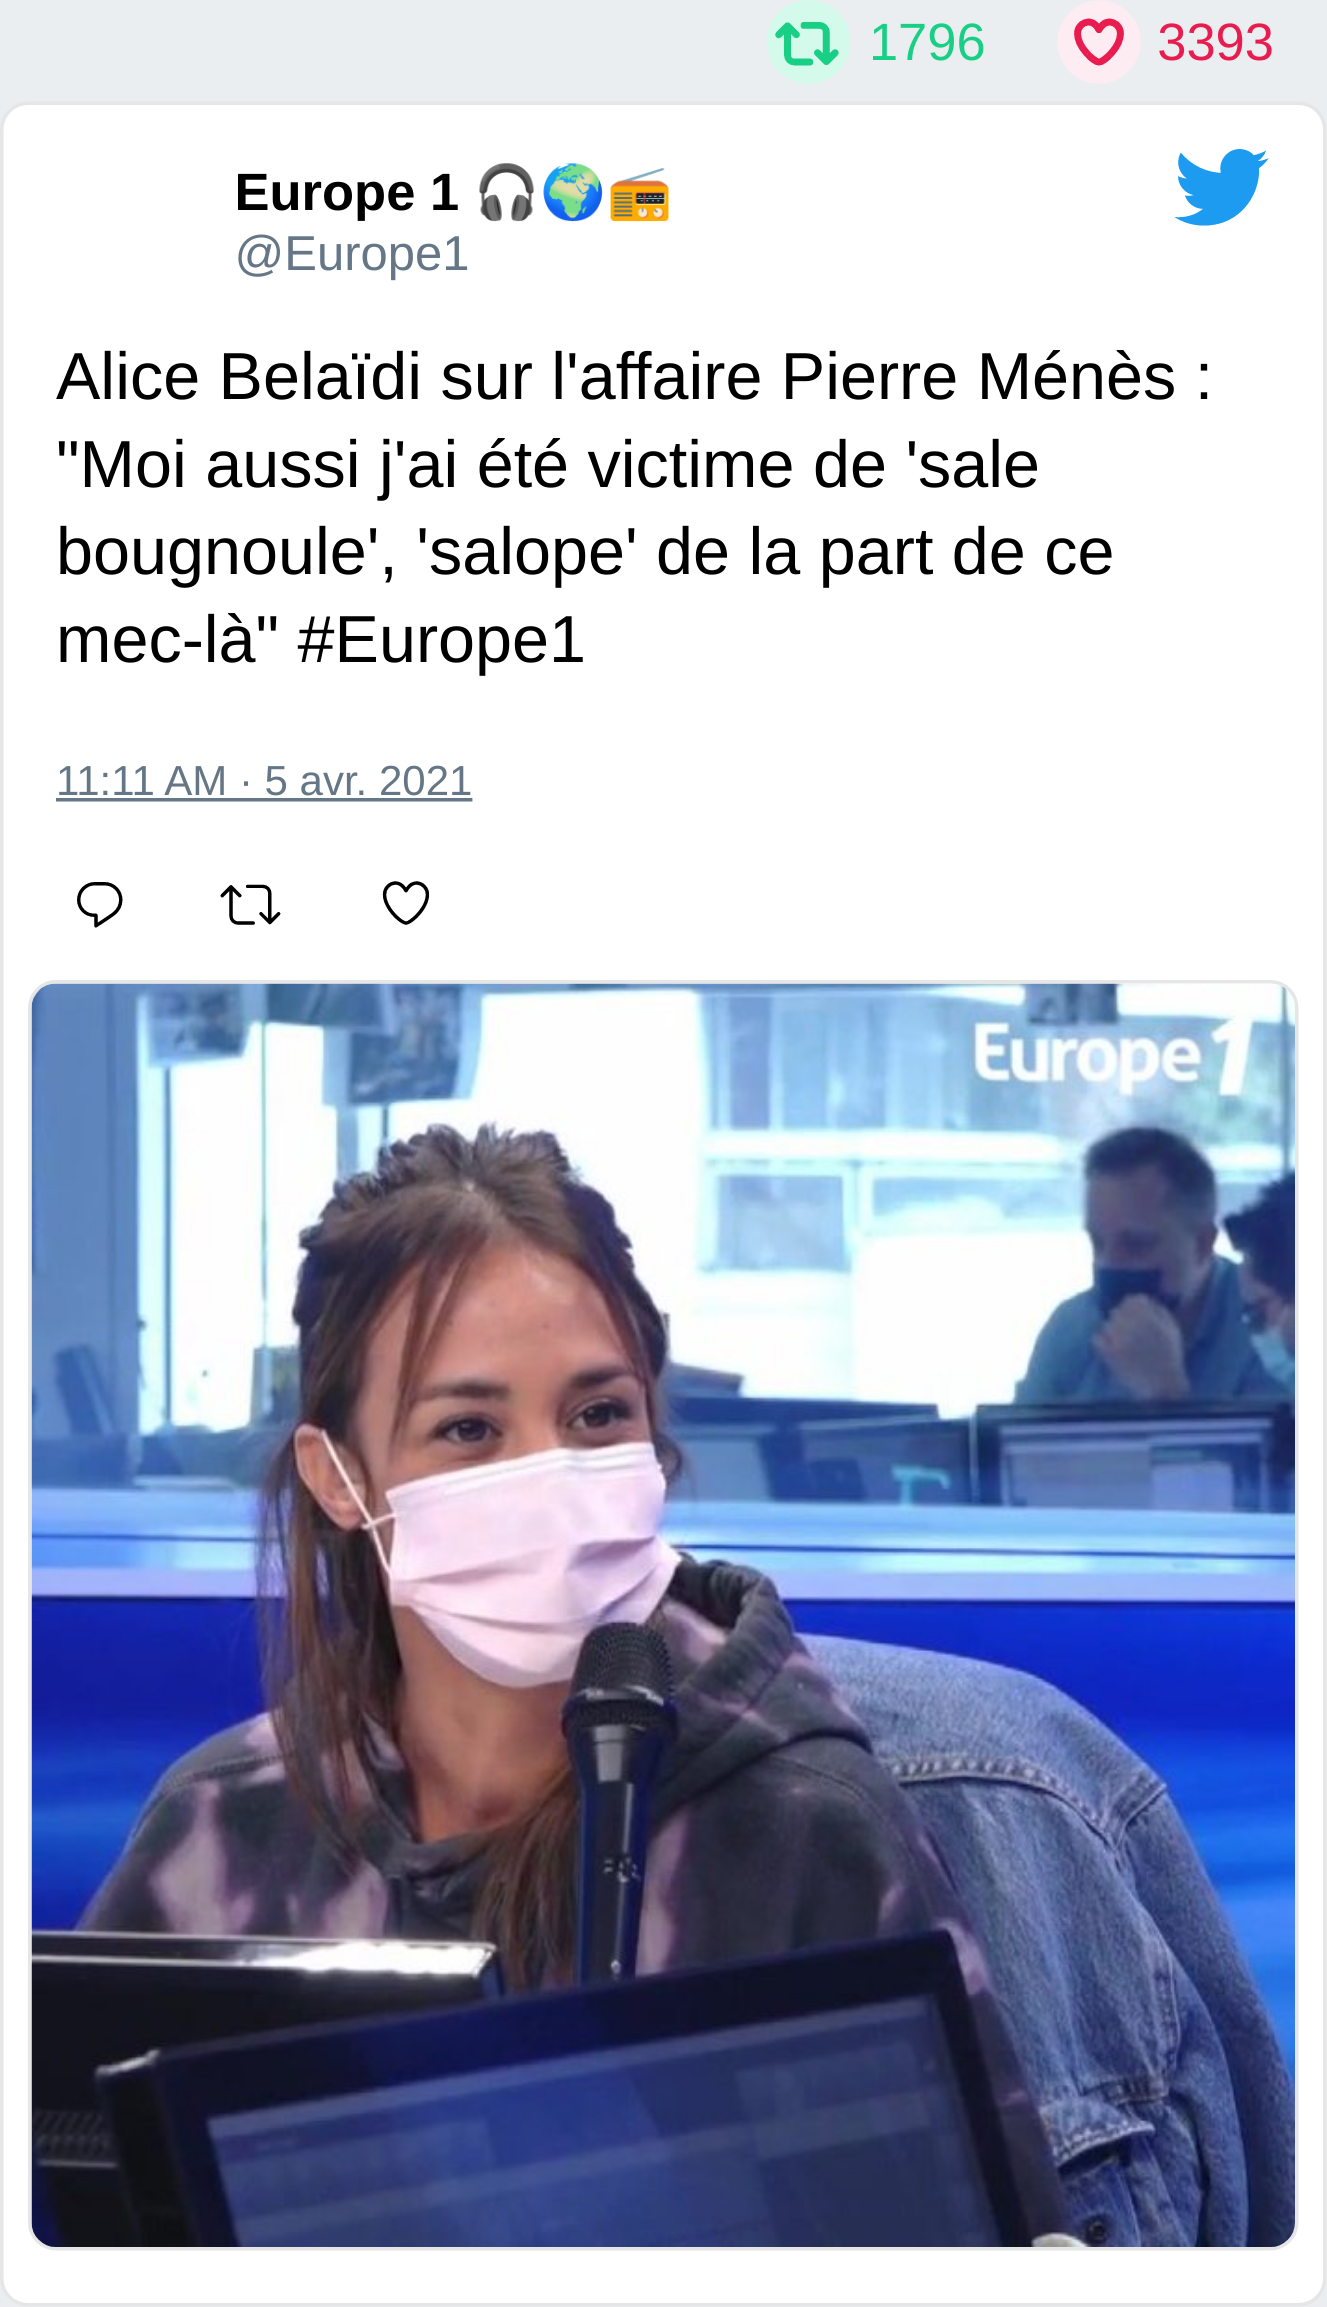 1796 3393
Europe 1 🎧🌍📻
@Europe1
Alice Belaïdi sur l'affaire Pierre Ménès :
"Moi aussi j'ai été victime de 'sale
bougnoule', 'salope' de la part de ce
mec-là" #Europe1
11:11 AM · 5 avr. 2021
Europe 1